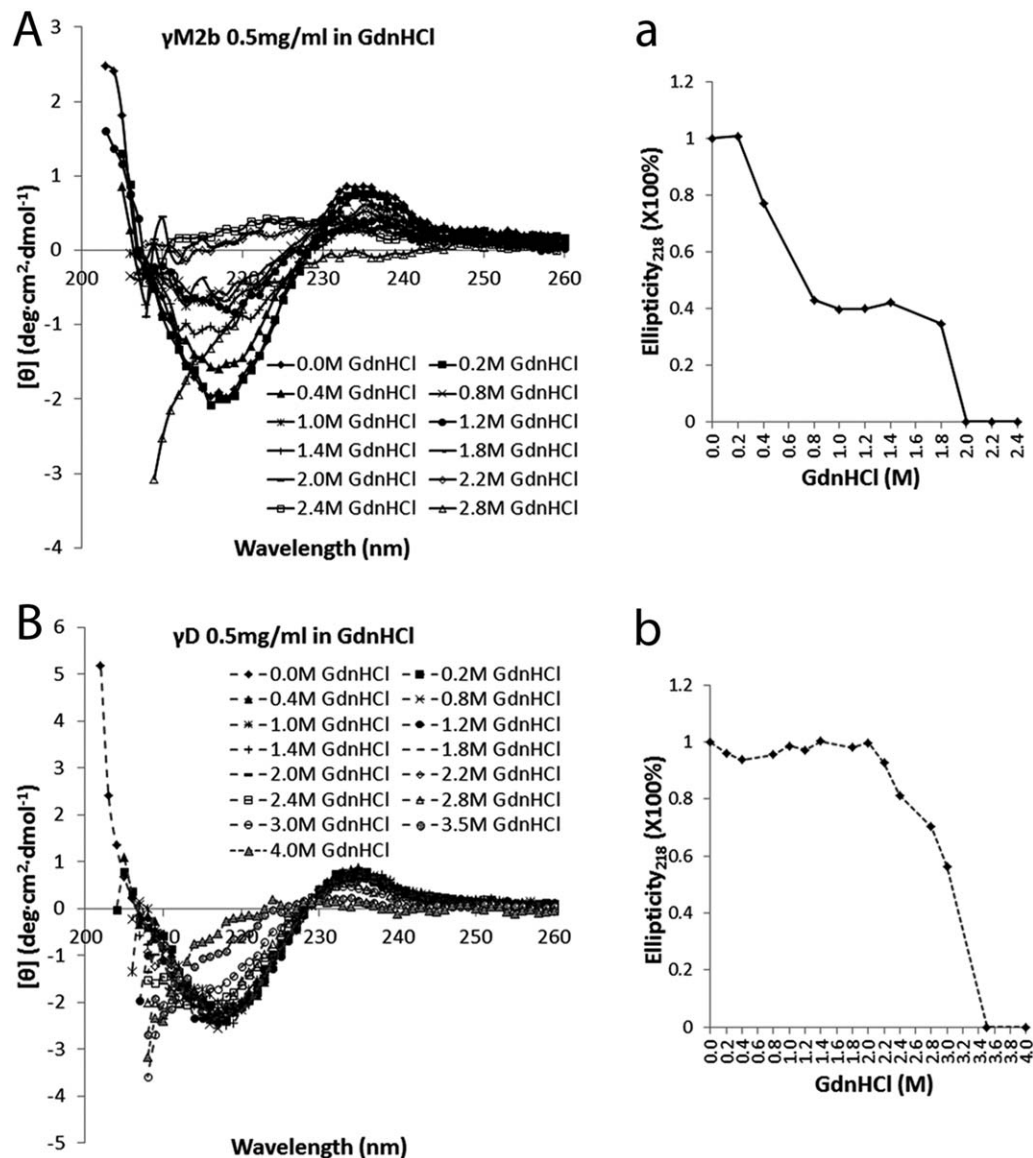 A
γM2b 0.5mg/ml in GdnHCl
3
2
1
0
-1
-2
-3
-4
[θ] (deg·cm²·dmol⁻¹)
200 210 220 230 240 250 260
0.0M GdnHCl 0.2M GdnHCl
0.4M GdnHCl 0.8M GdnHCl
1.0M GdnHCl 1.2M GdnHCl
1.4M GdnHCl 1.8M GdnHCl
2.0M GdnHCl 2.2M GdnHCl
2.4M GdnHCl 2.8M GdnHCl
Wavelength (nm)
a
1.2
1
0.8
0.6
0.4
0.2
0
Ellipticity₂₁₈ (X100%)
0.0 0.2 0.4 0.6 0.8 1.0 1.2 1.4 1.6 1.8 2.0 2.2 2.4
GdnHCl (M)
B
γD 0.5mg/ml in GdnHCl
6
5
4
3
2
1
0
-1
-2
-3
-4
-5
[θ] (deg·cm²·dmol⁻¹)
0.0M GdnHCl 0.2M GdnHCl
0.4M GdnHCl 0.8M GdnHCl
1.0M GdnHCl 1.2M GdnHCl
1.4M GdnHCl 1.8M GdnHCl
2.0M GdnHCl 2.2M GdnHCl
2.4M GdnHCl 2.8M GdnHCl
3.0M GdnHCl 3.5M GdnHCl
4.0M GdnHCl
200 210 220 230 240 250 260
Wavelength (nm)
b
1.2
1
0.8
0.6
0.4
0.2
0
Ellipticity₂₁₈ (X100%)
0.0 0.2 0.4 0.6 0.8 1.0 1.2 1.4 1.6 1.8 2.0 2.2 2.4 2.6 2.8 3.0 3.2 3.4 3.6 3.8 4.0
GdnHCl (M)